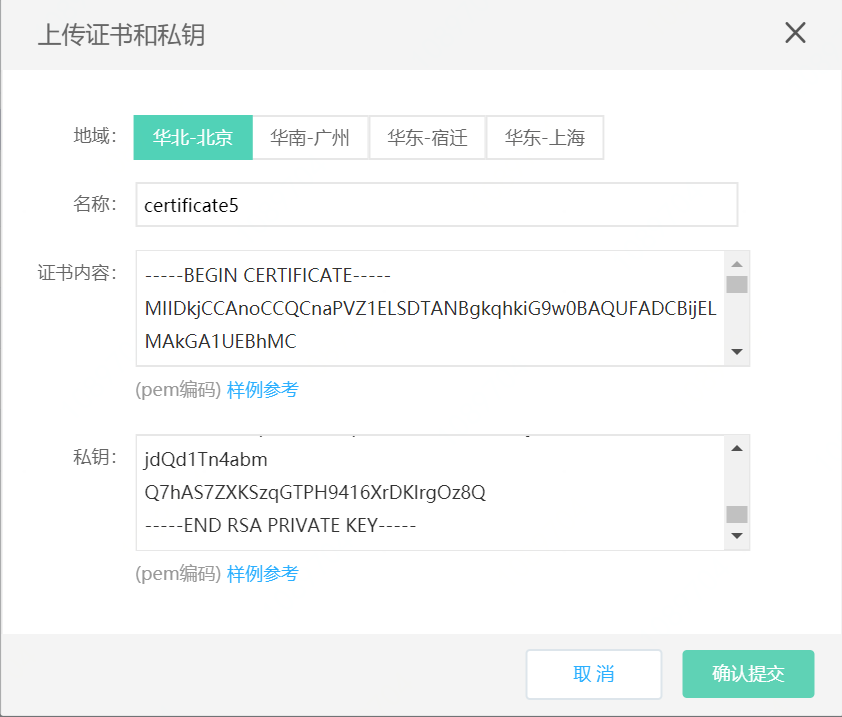 上传证书和私钥
地域： 华北-北京 华南-广州 华东-宿迁 华东-上海
名称： certificate5
证书内容： -----BEGIN CERTIFICATE-----
MIIDkjCCAnoCCQCnaPVZ1ELSDTANBgkqhkiG9w0BAQUFADCBijEL
MAkGA1UEBhMC
(pem编码) 样例参考
私钥： jdQd1Tn4abm
Q7hAS7ZXKSzqGTPH9416XrDKIrgOz8Q
-----END RSA PRIVATE KEY-----
(pem编码) 样例参考
取 消 确认提交